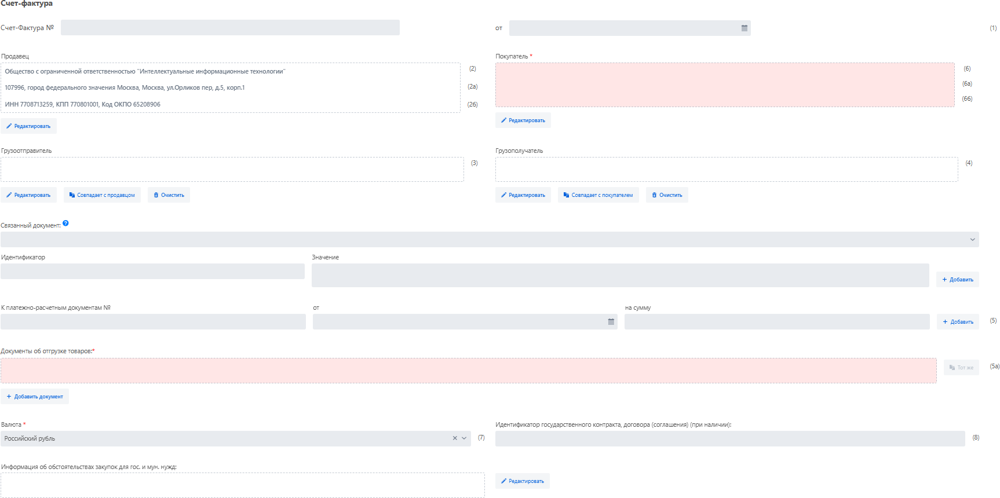 Счет-фактура
Счет-Фактура №
от
(1)
Продавец
Общество с ограниченной ответственностью "Интеллектуальные информационные технологии"
(2)
107996, город федерального значения Москва, Москва, ул.Орликов пер, д.5, корп.1
(2а)
ИНН 7708713259, КПП 770801001, Код ОКПО 65208906
(2б)
Редактировать
Покупатель *
(6)
(6а)
(6б)
Редактировать
Грузоотправитель
(3)
Редактировать Совпадает с продавцом Очистить
Грузополучатель
(4)
Редактировать Совпадает с покупателем Очистить
Связанный документ: ?
Идентификатор
Значение
+ Добавить
К платежно-расчетным документам №
от
на сумму
+ Добавить
(5)
Документы об отгрузке товаров:*
Тот же
(5а)
+ Добавить документ
Валюта *
Российский рубль
(7)
Идентификатор государственного контракта, договора (соглашения) (при наличии):
(8)
Информация об обстоятельствах закупок для гос. и мун. нужд:
Редактировать